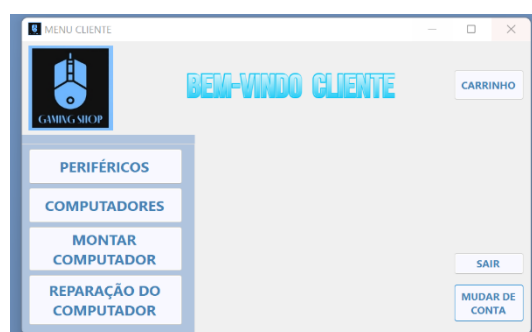 MENU CLIENTE
GAMING SHOP
BEM-VINDO CLIENTE
CARRINHO
PERIFÉRICOS
COMPUTADORES
MONTAR
COMPUTADOR
REPARAÇÃO DO
COMPUTADOR
SAIR
MUDAR DE
CONTA